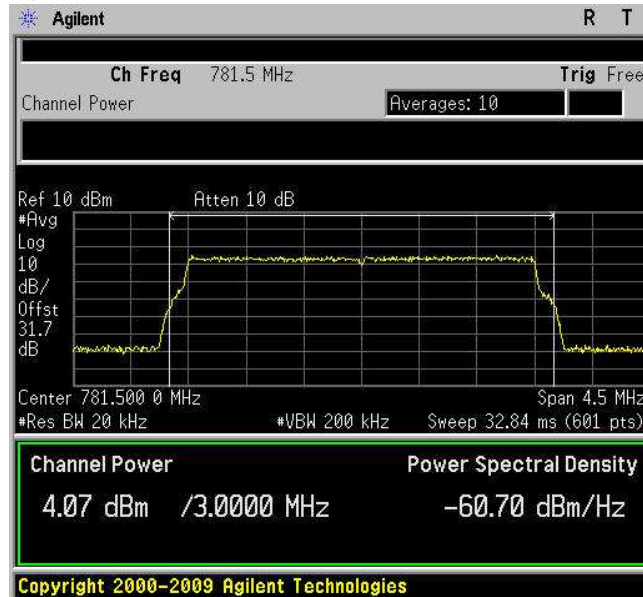 Agilent R T
Ch Freq 781.5 MHz Trig Free
Channel Power Averages: 10
Ref 10 dBm Atten 10 dB
#Avg
Log
10
dB/
Offst
31.7
dB
Center 781.500 0 MHz Span 4.5 MHz
#Res BW 20 kHz #VBW 200 kHz Sweep 32.84 ms (601 pts)
Channel Power Power Spectral Density
4.07 dBm /3.0000 MHz -60.70 dBm/Hz
Copyright 2000-2009 Agilent Technologies